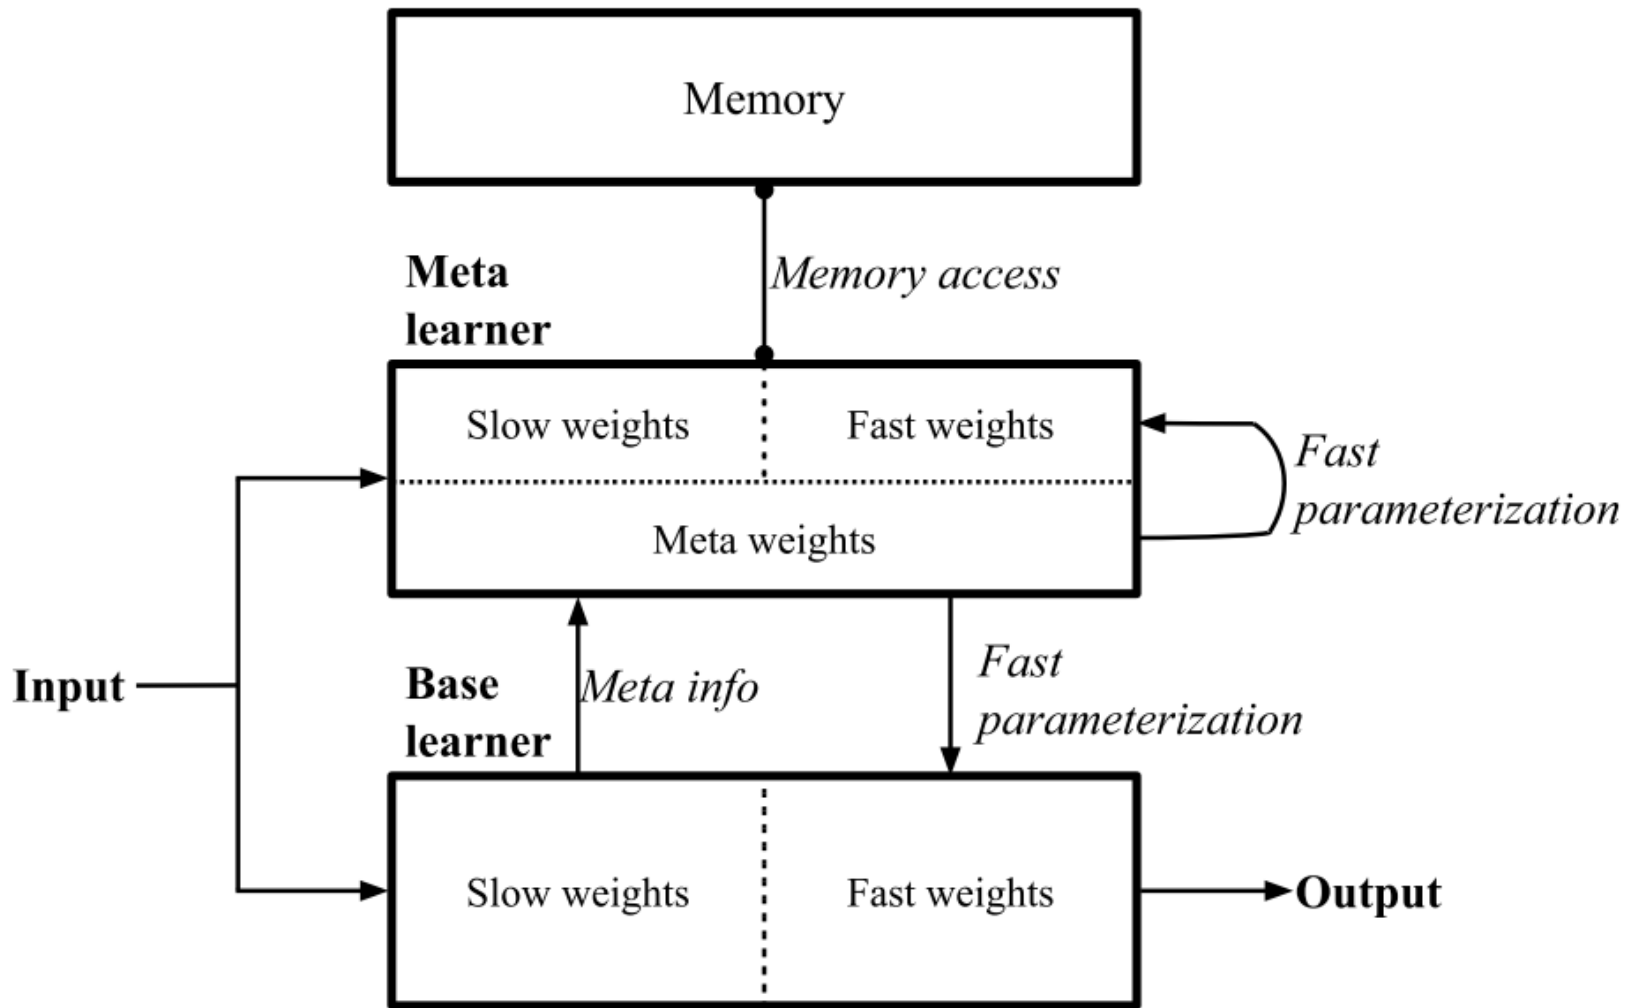 Memory
Memory access
Meta
learner
Slow weights
Fast weights
Fast
parameterization
Meta weights
Input
Base
learner
Meta info
Fast
parameterization
Slow weights
Fast weights
Output